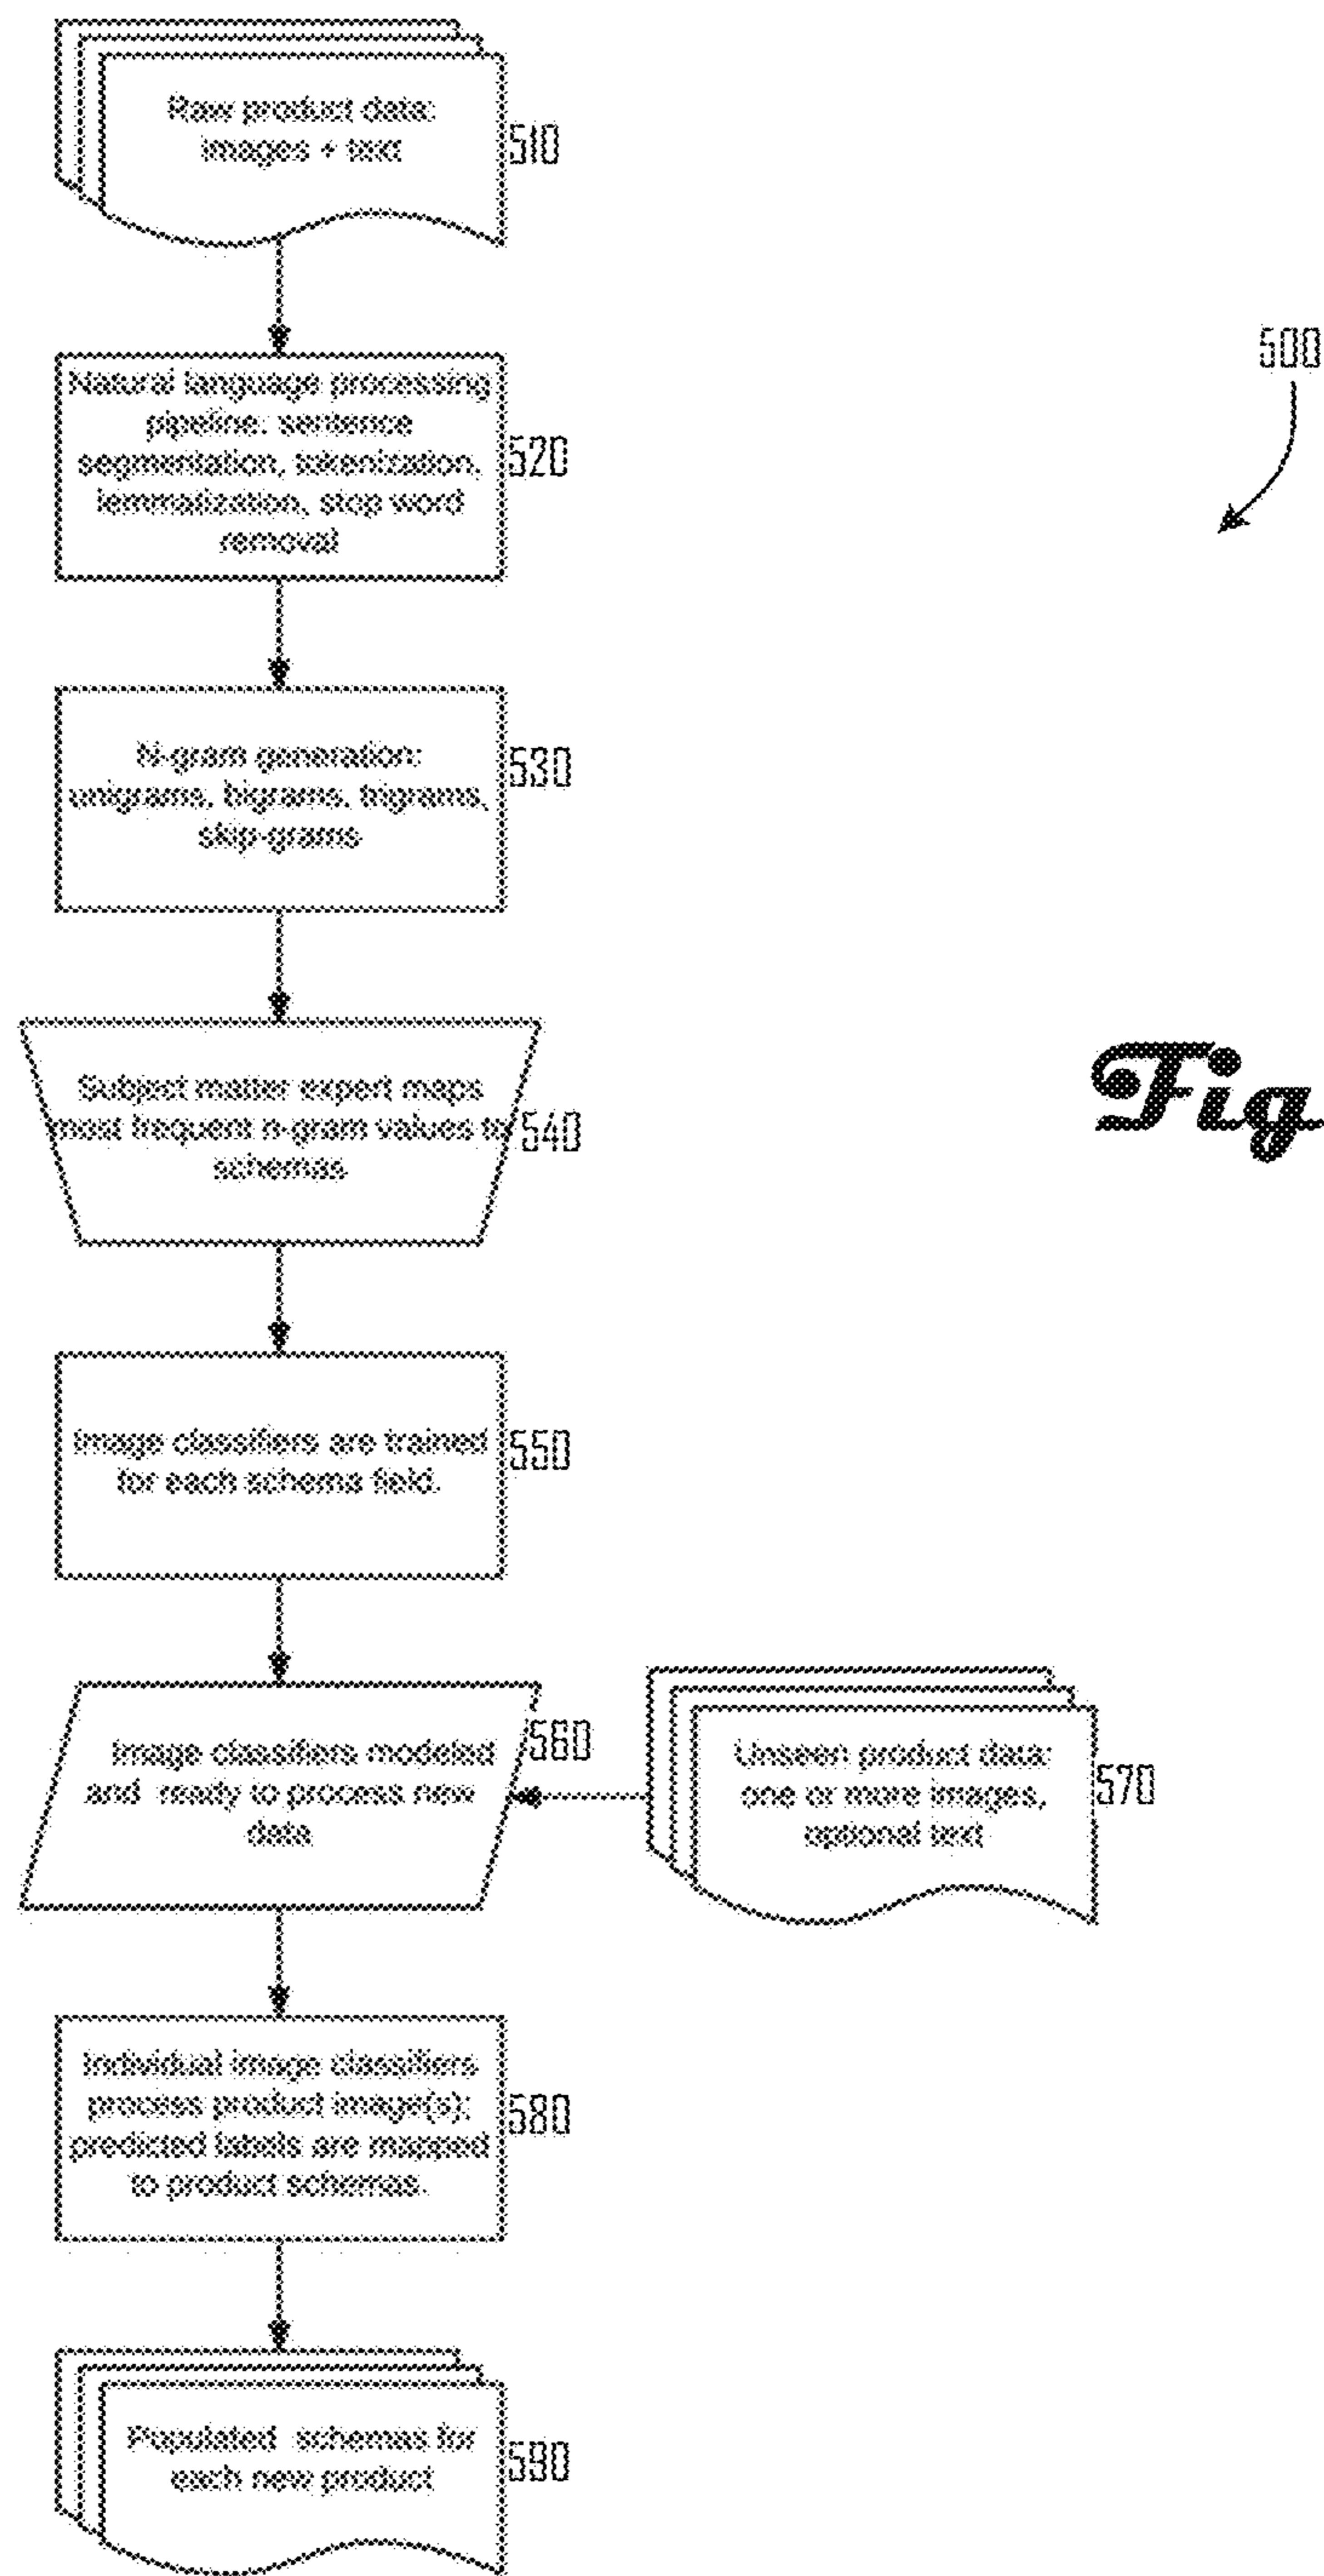 Raw product data:
images + text
510
500
Natural language processing
pipeline: sentence
segmentation, tokenization,
lemmatization, stop word
removal
520
N-gram generation:
unigrams, bigrams, trigrams,
skip-grams
530
Subject matter expert maps
most frequent n-gram values to
schemas
540
Fig
Image classifiers are trained
for each schema field.
550
Image classifiers modeled
and ready to process new
data
560
Unseen product data:
one or more images,
optional text
570
Individual image classifiers
process product image(s);
predicted labels are mapped
to product schemas.
580
Populated schemas for
each new product
590